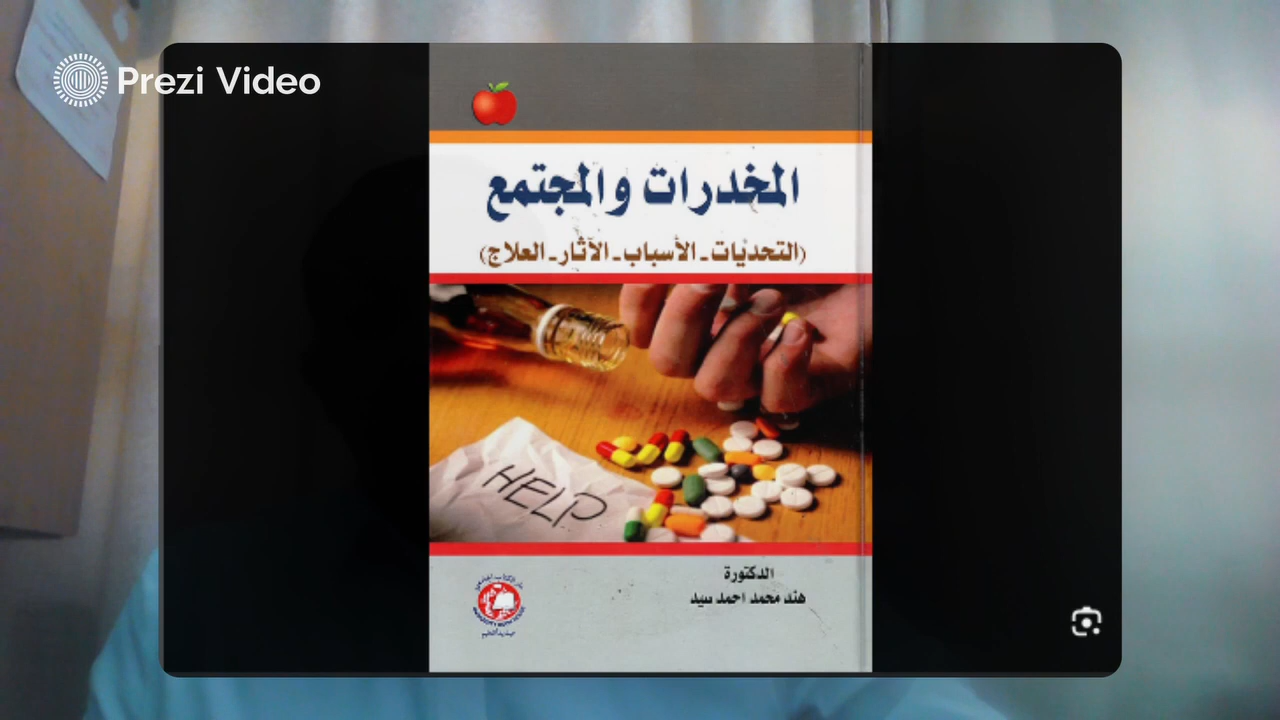 Prezi Video
المخدرات والمجتمع
(التحديات - الأسباب - الآثار - العلاج)
HELP
الدكتورة
هند محمد احمد سيد